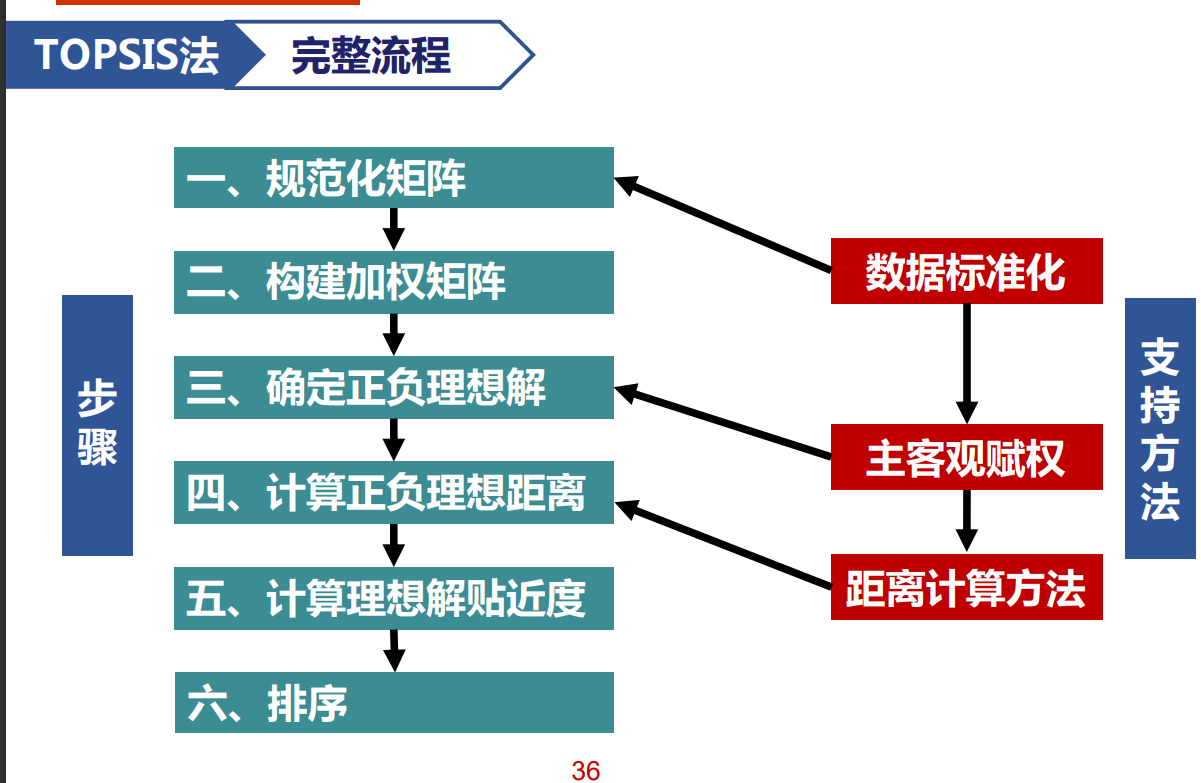 TOPSIS法
完整流程
一、规范化矩阵
二、构建加权矩阵
三、确定正负理想解
四、计算正负理想距离
五、计算理想解贴近度
六、排序
步骤
数据标准化
主客观赋权
距离计算方法
支持方法
36